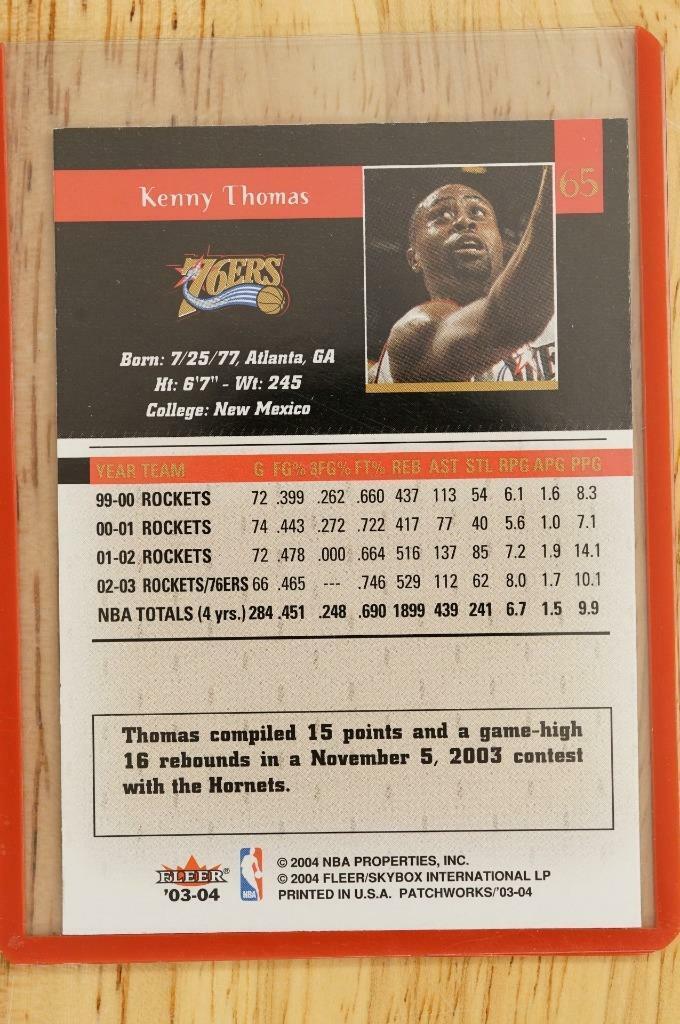 Kenny Thomas
65
76ERS
Born: 7/25/77, Atlanta, GA
Ht: 6'7" - Wt: 245
College: New Mexico
YEAR TEAM G FG% 3FG% FT% REB AST STL RPG APG PPG
99-00 ROCKETS 72 .399 .262 .660 437 113 54 6.1 1.6 8.3
00-01 ROCKETS 74 .443 .272 .722 417 77 40 5.6 1.0 7.1
01-02 ROCKETS 72 .478 .000 .664 516 137 85 7.2 1.9 14.1
02-03 ROCKETS/76ERS 66 .465 --- .746 529 112 62 8.0 1.7 10.1
NBA TOTALS (4 yrs.) 284 .451 .248 .690 1899 439 241 6.7 1.5 9.9
Thomas compiled 15 points and a game-high
16 rebounds in a November 5, 2003 contest
with the Hornets.
FLEER®
'03-04
NBA
© 2004 NBA PROPERTIES, INC.
© 2004 FLEER/SKYBOX INTERNATIONAL LP
PRINTED IN U.S.A. PATCHWORKS/'03-04